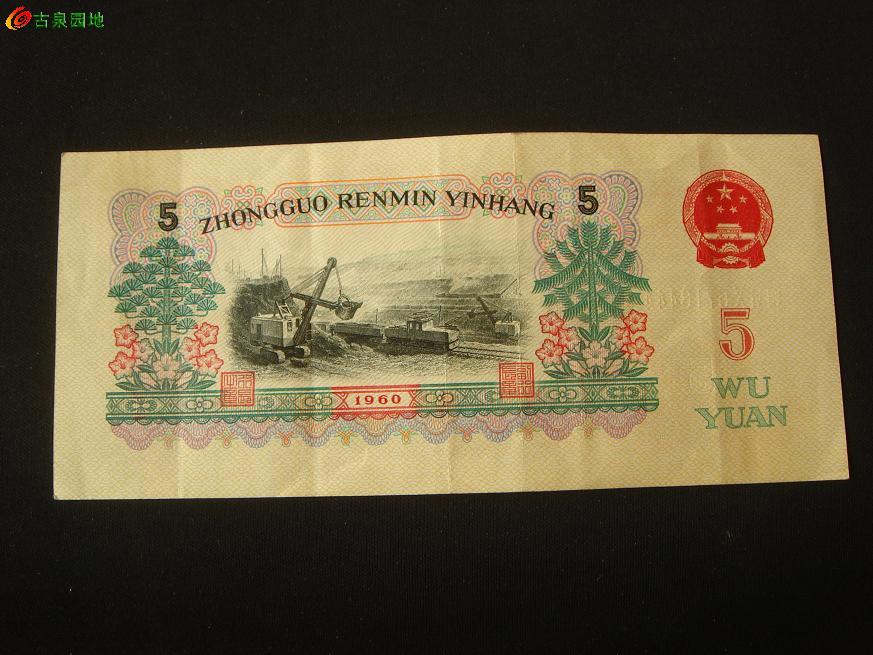 古泉园地
5 ZHONGGUO RENMIN YINHANG 5
5
WU
YUAN
1960